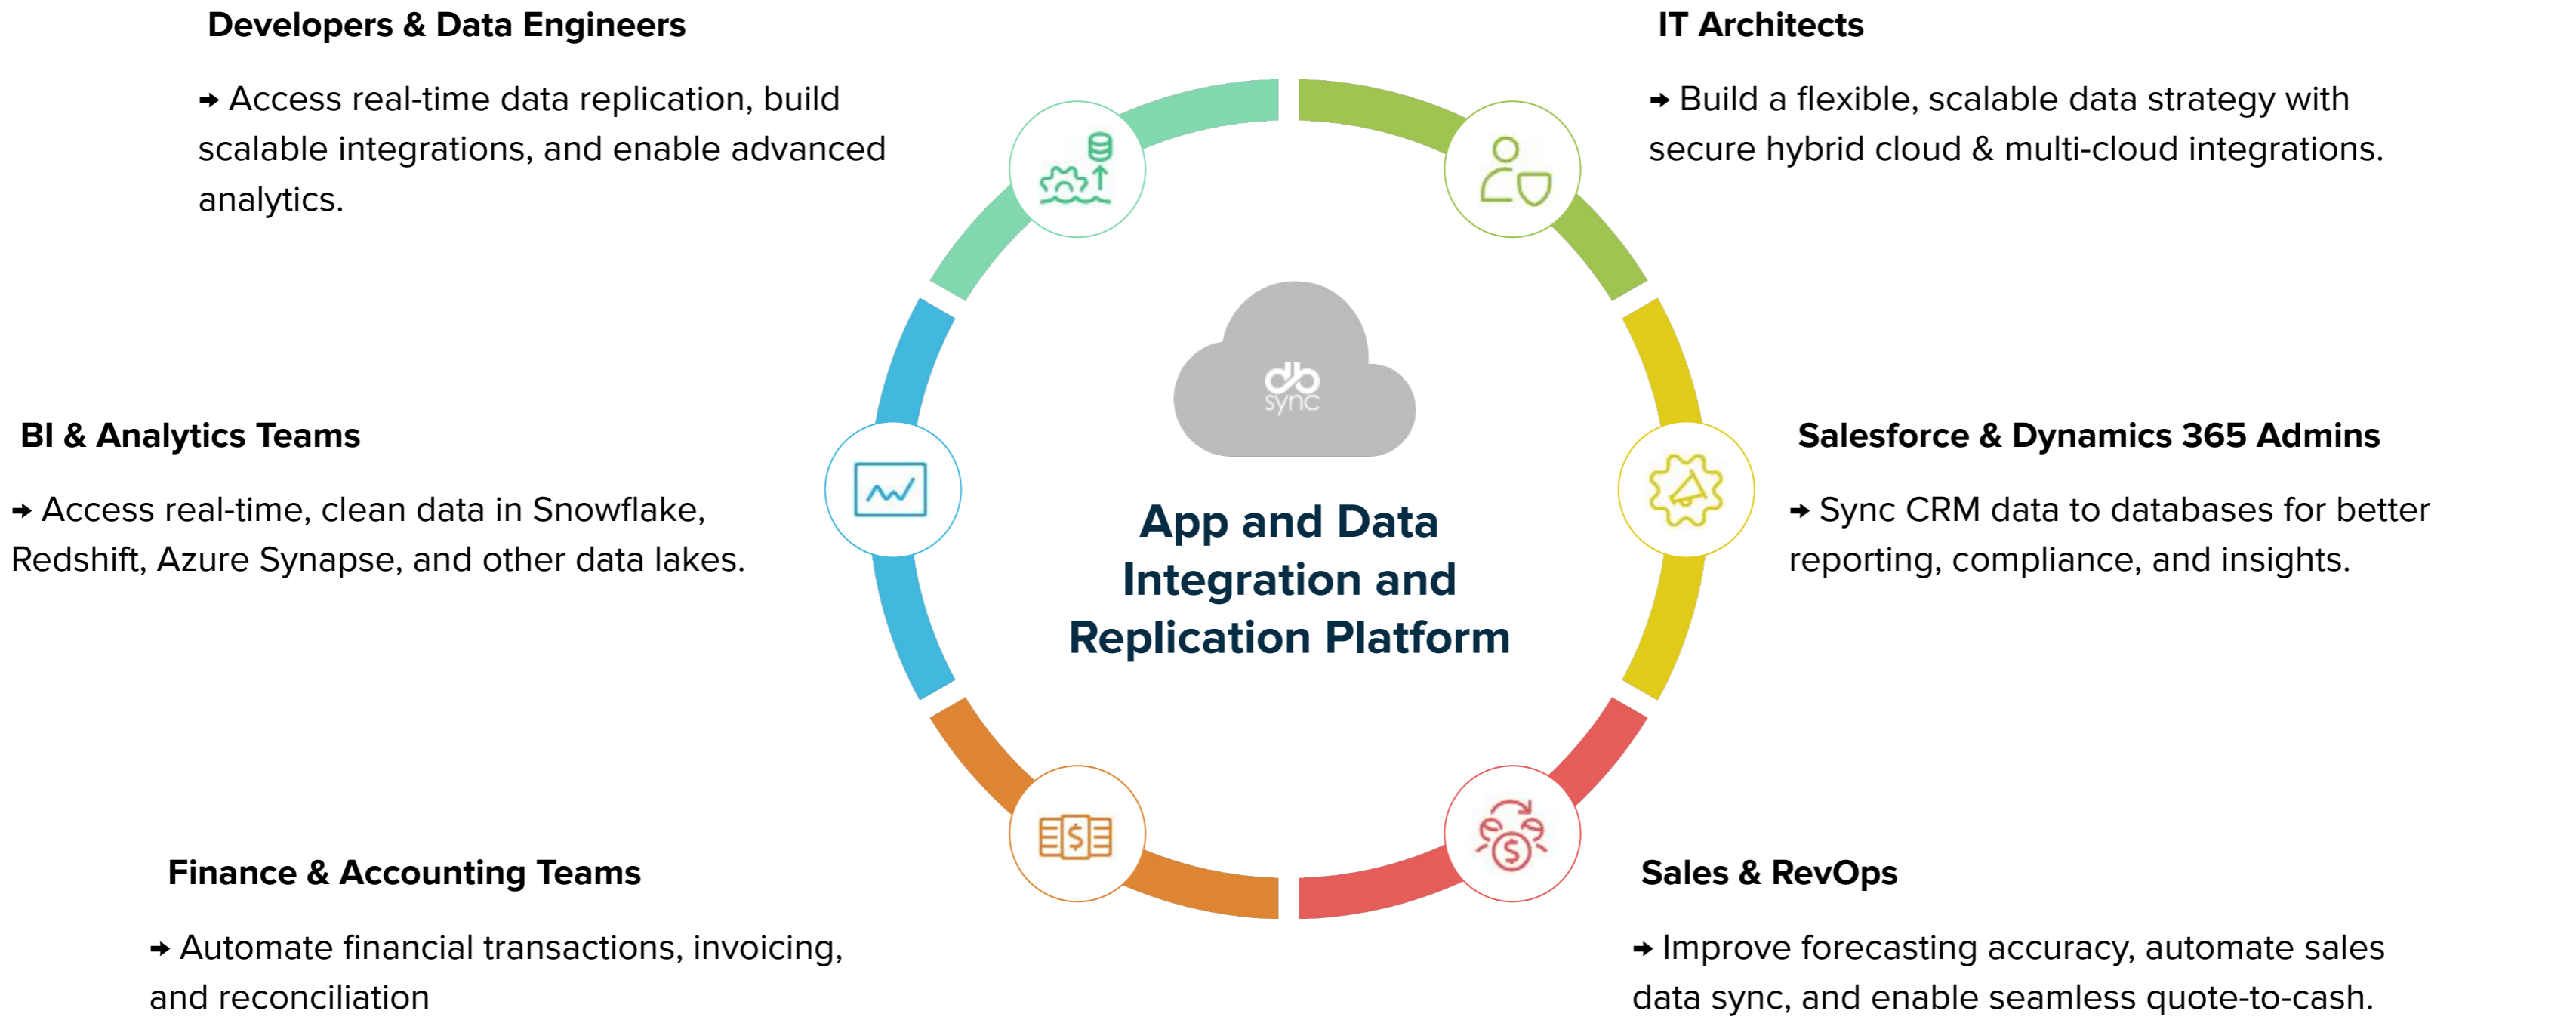 Developers & Data Engineers
→ Access real-time data replication, build
scalable integrations, and enable advanced
analytics.
IT Architects
→ Build a flexible, scalable data strategy with
secure hybrid cloud & multi-cloud integrations.
BI & Analytics Teams
→ Access real-time, clean data in Snowflake,
Redshift, Azure Synapse, and other data lakes.
db
sync
App and Data
Integration and
Replication Platform
Salesforce & Dynamics 365 Admins
→ Sync CRM data to databases for better
reporting, compliance, and insights.
Finance & Accounting Teams
→ Automate financial transactions, invoicing,
and reconciliation
$
$
Sales & RevOps
→ Improve forecasting accuracy, automate sales
data sync, and enable seamless quote-to-cash.